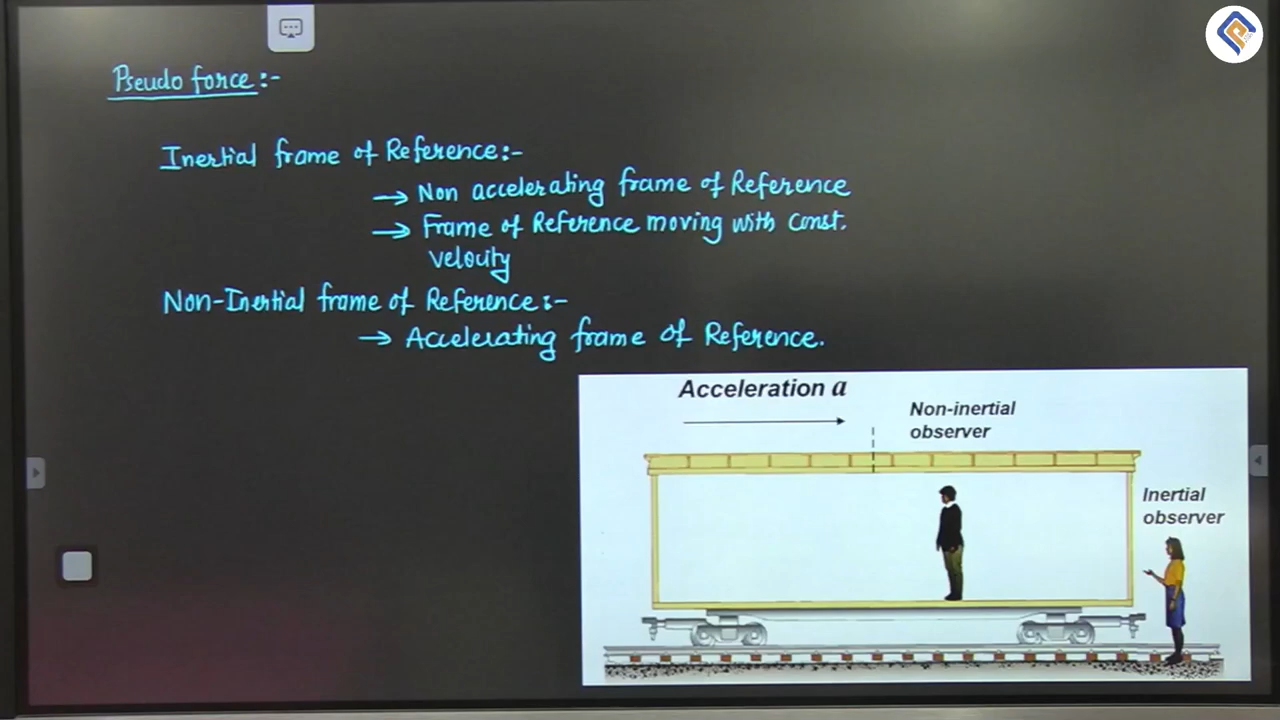 Pseudo force:-
Inertial frame of Reference:-
→ Non accelerating frame of Reference
→ Frame of Reference moving with const.
velocity
Non-Inertial frame of Reference:-
→ Accelerating frame of Reference.
Acceleration a
Non-inertial
observer
Inertial
observer